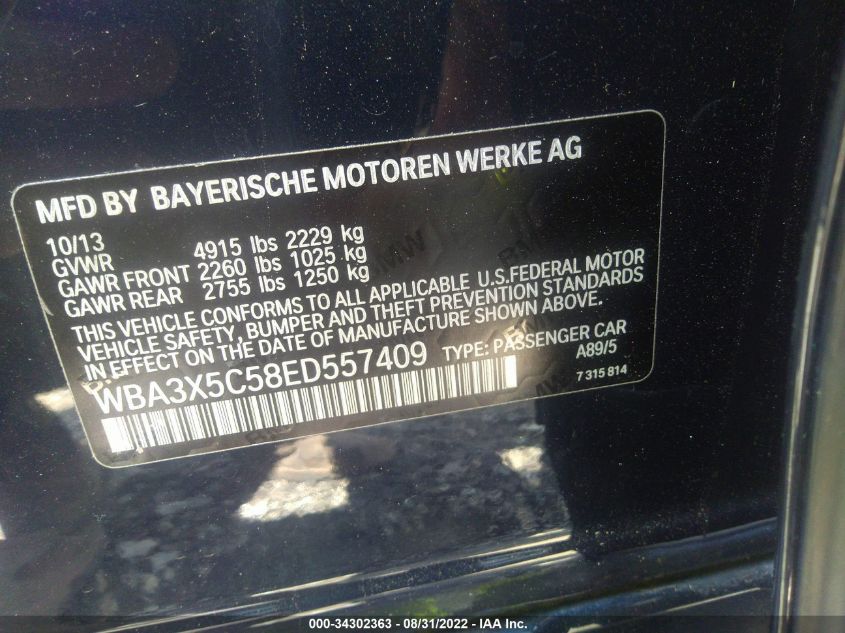 MFD BY BAYERISCHE MOTOREN WERKE AG
10/13
GVWR 4915 lbs 2229 kg
GAWR FRONT 2260 lbs 1025 kg
GAWR REAR 2755 lbs 1250 kg
THIS VEHICLE CONFORMS TO ALL APPLICABLE U.S.FEDERAL MOTOR
VEHICLE SAFETY, BUMPER AND THEFT PREVENTION STANDARDS
IN EFFECT ON THE DATE OF MANUFACTURE SHOWN ABOVE.
WBA3X5C58ED557409 TYPE: PASSENGER CAR
A89/5
7 315 814
000-34302363 - 08/31/2022 - IAA Inc.